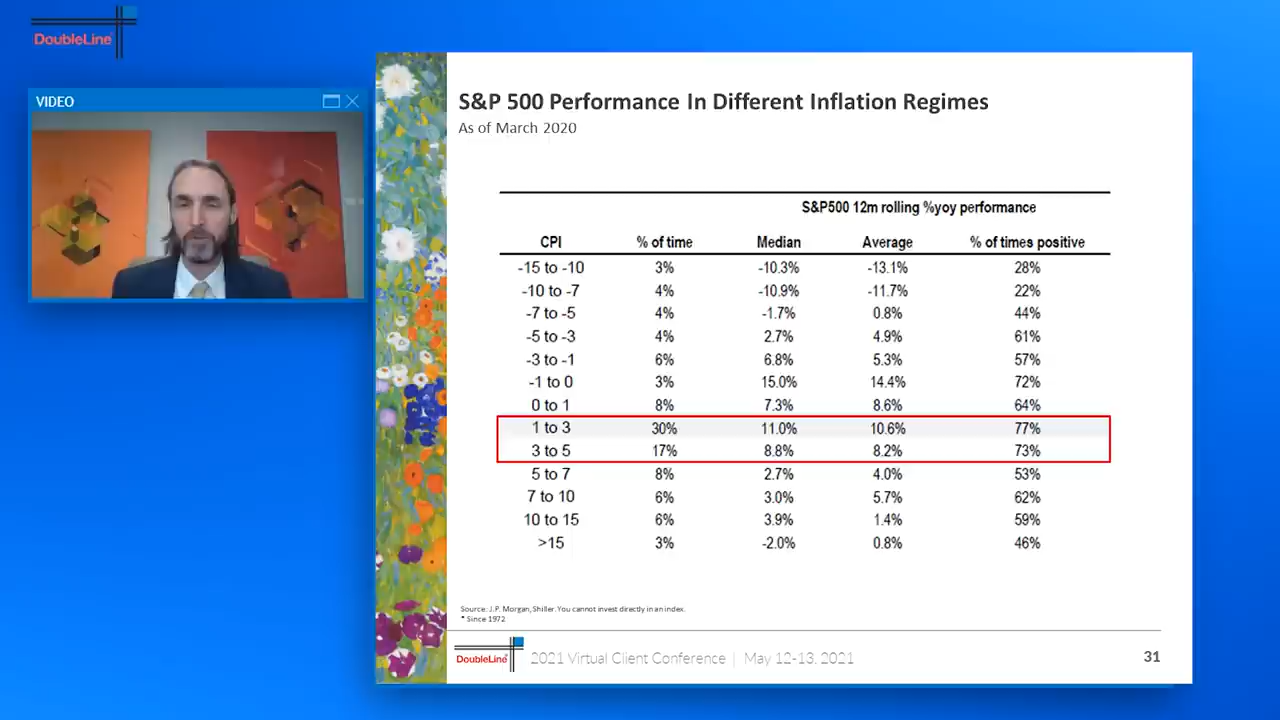 DoubleLine
VIDEO
S&P 500 Performance In Different Inflation Regimes
As of March 2020
S&P500 12m rolling %yoy performance
CPI % of time Median Average % of times positive
-15 to -10 3% -10.3% -13.1% 28%
-10 to -7 4% -10.9% -11.7% 22%
-7 to -5 4% -1.7% 0.8% 44%
-5 to -3 4% 2.7% 4.9% 61%
-3 to -1 6% 6.8% 5.3% 57%
-1 to 0 3% 15.0% 14.4% 72%
0 to 1 8% 7.3% 8.6% 64%
1 to 3 30% 11.0% 10.6% 77%
3 to 5 17% 8.8% 8.2% 73%
5 to 7 8% 2.7% 4.0% 53%
7 to 10 6% 3.0% 5.7% 62%
10 to 15 6% 3.9% 1.4% 59%
>15 3% -2.0% 0.8% 46%
Source: J.P. Morgan, Shiller. You cannot invest directly in an index.
* Since 1972
DoubleLine 2021 Virtual Client Conference | May 12-13, 2021 31